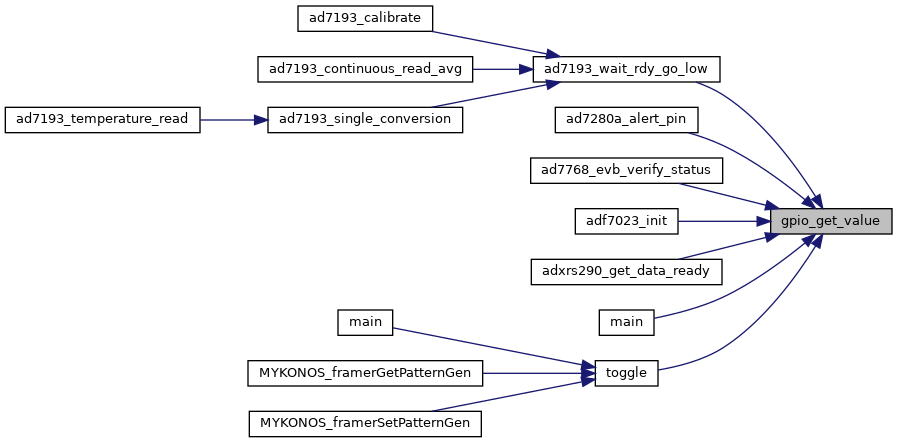 ad7193_calibrate
ad7193_continuous_read_avg
ad7193_wait_rdy_go_low
ad7193_temperature_read
ad7193_single_conversion
ad7280a_alert_pin
ad7768_evb_verify_status
adf7023_init
gpio_get_value
adxrs290_get_data_ready
main
main
MYKONOS_framerGetPatternGen
toggle
MYKONOS_framerSetPatternGen